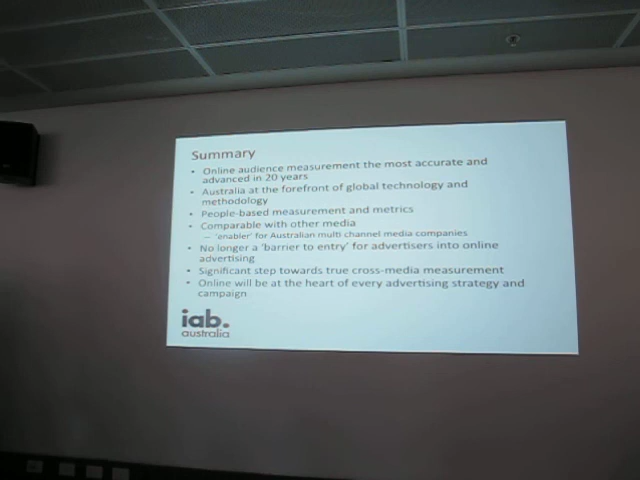 Summary
• Online audience measurement the most accurate and
advanced in 20 years
• Australia at the forefront of global technology and
methodology
• People-based measurement and metrics
• Comparable with other media
– 'enabler' for Australian multi channel media companies
• No longer a 'barrier to entry' for advertisers into online
advertising
• Significant step towards true cross-media measurement
• Online will be at the heart of every advertising strategy and
campaign
iab.
australia